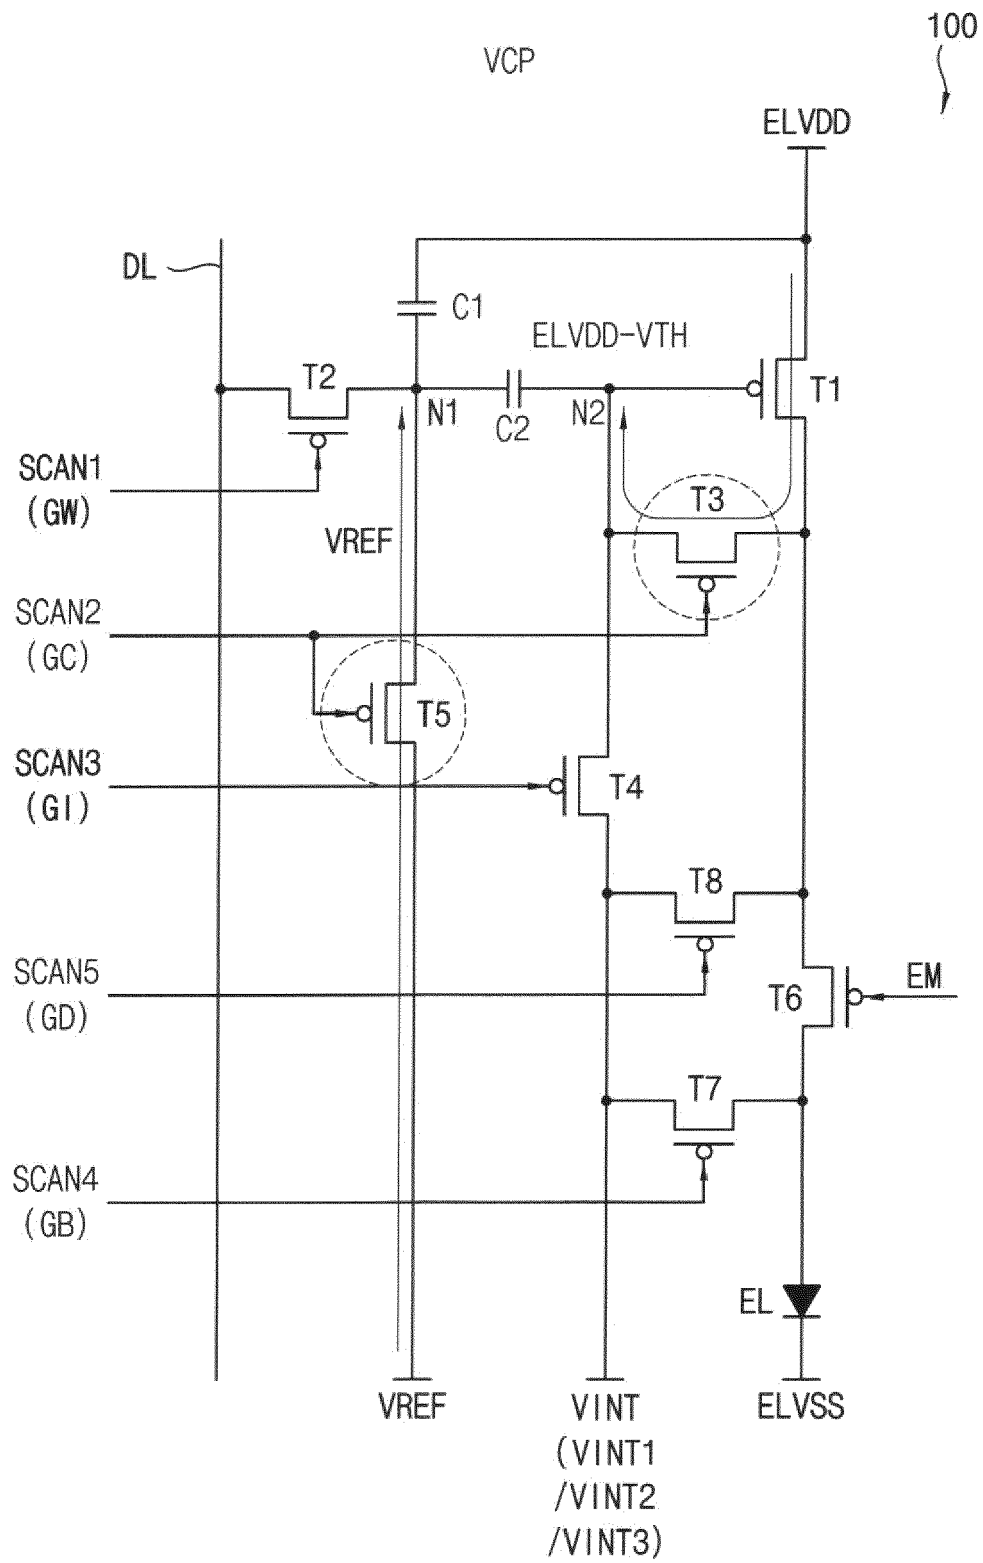 100
VCP
ELVDD
DL
C1
ELVDD-VTH
T2
T1
N1
C2
N2
SCAN1
(GW)
T3
VREF
SCAN2
(GC)
T5
SCAN3
(GI)
T4
T8
SCAN5
(GD)
EM
T6
T7
SCAN4
(GB)
EL
VREF
VINT
ELVSS
(VINT1
/VINT2
/VINT3)